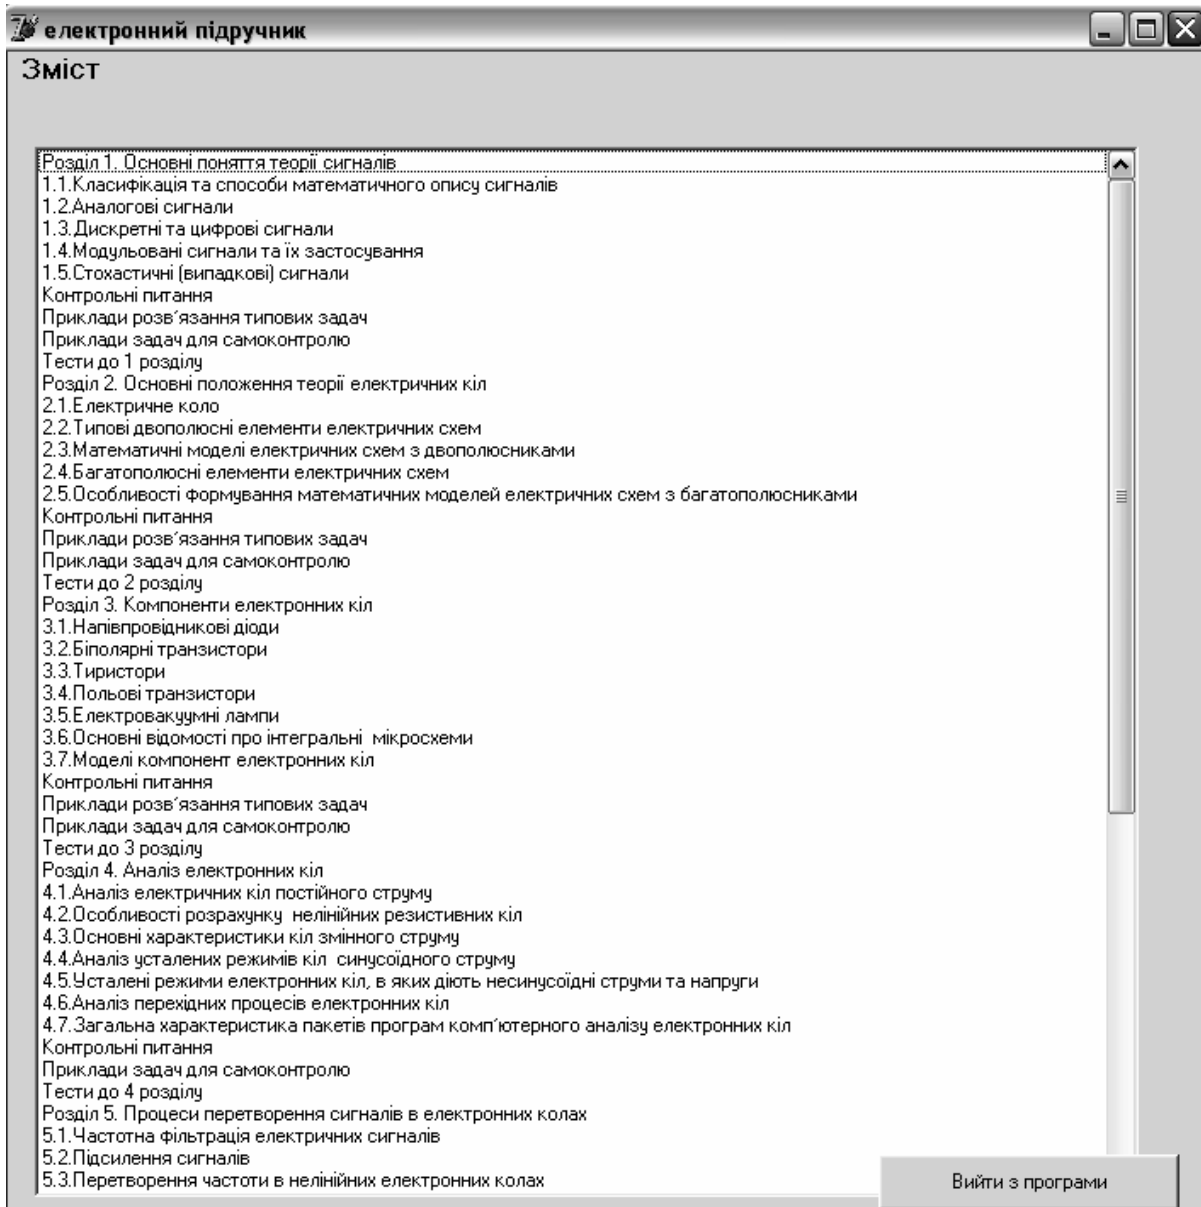 електронний підручник
Зміст
Розділ 1. Основні поняття теорії сигналів
1.1.Класифікація та способи математичного опису сигналів
1.2.Аналогові сигнали
1.3.Дискретні та цифрові сигнали
1.4.Модульовані сигнали та їх застосування
1.5.Стохастичні (випадкові) сигнали
Контрольні питання
Приклади розв´язання типових задач
Приклади задач для самоконтролю
Тести до 1 розділу
Розділ 2. Основні положення теорії електричних кіл
2.1.Електричне коло
2.2.Типові двополюсні елементи електричних схем
2.3.Математичні моделі електричних схем з двополюсниками
2.4.Багатополюсні елементи електричних схем
2.5.Особливості формування математичних моделей електричних схем з багатополюсниками
Контрольні питання
Приклади розв´язання типових задач
Приклади задач для самоконтролю
Тести до 2 розділу
Розділ 3. Компоненти електронних кіл
3.1.Напівпровідникові діоди
3.2.Біполярні транзистори
3.3.Тиристори
3.4.Польові транзистори
3.5.Електровакуумні лампи
3.6.Основні відомості про інтегральні  мікросхеми
3.7.Моделі компонент електронних кіл
Контрольні питання
Приклади розв´язання типових задач
Приклади задач для самоконтролю
Тести до 3 розділу
Розділ 4. Аналіз електронних кіл
4.1.Аналіз електричних кіл постійного струму
4.2.Особливості розрахунку  нелінійних резистивних кіл
4.3.Основні характеристики кіл змінного струму
4.4.Аналіз усталених режимів кіл  синусоїдного струму
4.5.Усталені режими електронних кіл, в яких діють несинусоїдні струми та напруги
4.6.Аналіз перехідних процесів електронних кіл
4.7.Загальна характеристика пакетів програм комп´ютерного аналізу електронних кіл
Контрольні питання
Приклади задач для самоконтролю
Тести до 4 розділу
Розділ 5. Процеси перетворення сигналів в електронних колах
5.1.Частотна фільтрація електричних сигналів
5.2.Підсилення сигналів
5.3.Перетворення частоти в нелінійних електронних колах
Вийти з програми